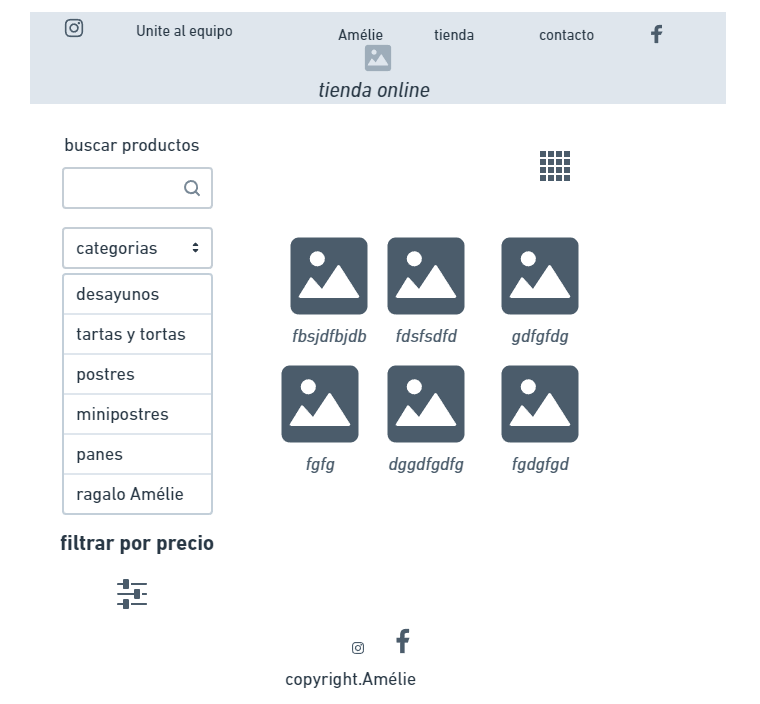 Unite al equipo
Amélie
tienda
contacto
tienda online
buscar productos
categorias
desayunos
tartas y tortas
postres
minipostres
panes
ragalo Amélie
filtrar por precio
fbsjdfbjdb
fdsfsdfd
gdfgfdg
fgfg
dggdfgdfg
fgdgfgd
copyright.Amélie